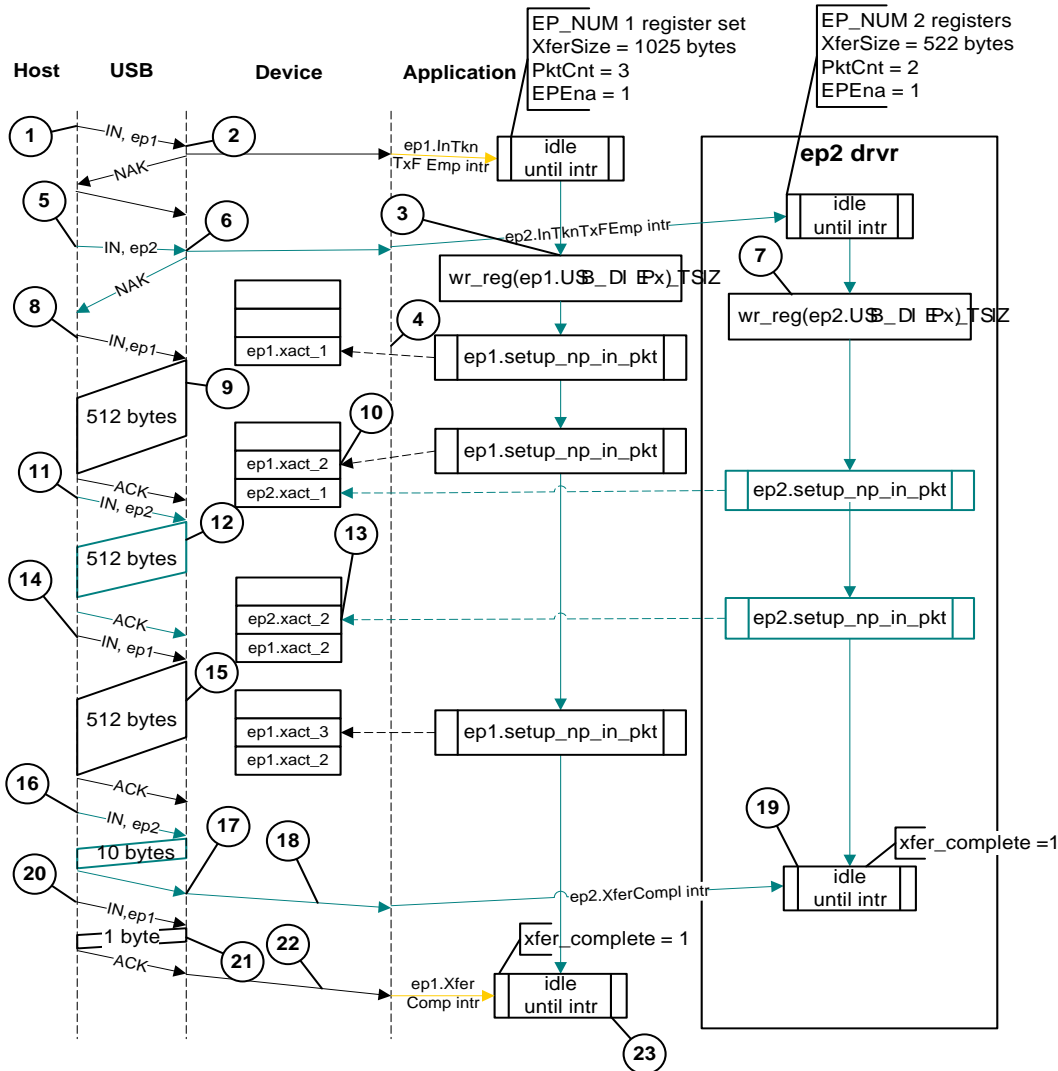 EP_NUM 1 register set
XferSize = 1025 bytes
PktCnt = 3
EPEna = 1
EP_NUM 2 registers
XferSize = 522 bytes
PktCnt = 2
EPEna = 1
Host
USB
Device
Application
1
IN, ep1
2
ep1.InTkn
TxF Emp intr
idle
until intr
ep2 drvr
NAK
5
IN, ep2
6
3
ep2.InTknTxFEmp intr
idle
until intr
NAK
wr_reg(ep1.USB_DI EPx)_TSIZ
7
wr_reg(ep2.USB_DI EPx)_TSIZ
8
IN,ep1
4
ep1.xact_1
ep1.setup_np_in_pkt
9
512 bytes
10
ep1.xact_2
ep2.xact_1
ep1.setup_np_in_pkt
11
ACK
IN, ep2
ep2.setup_np_in_pkt
12
512 bytes
13
14
ACK
IN, ep1
ep2.xact_2
ep1.xact_2
ep2.setup_np_in_pkt
15
512 bytes
ep1.xact_3
ep1.xact_2
ep1.setup_np_in_pkt
16
ACK
IN, ep2
17
18
19
xfer_complete =1
10 bytes
idle
until intr
ep2.XferCompl intr
20
IN,ep1
1 byte
21
22
xfer_complete = 1
ACK
ep1.Xfer
Comp intr
idle
until intr
23